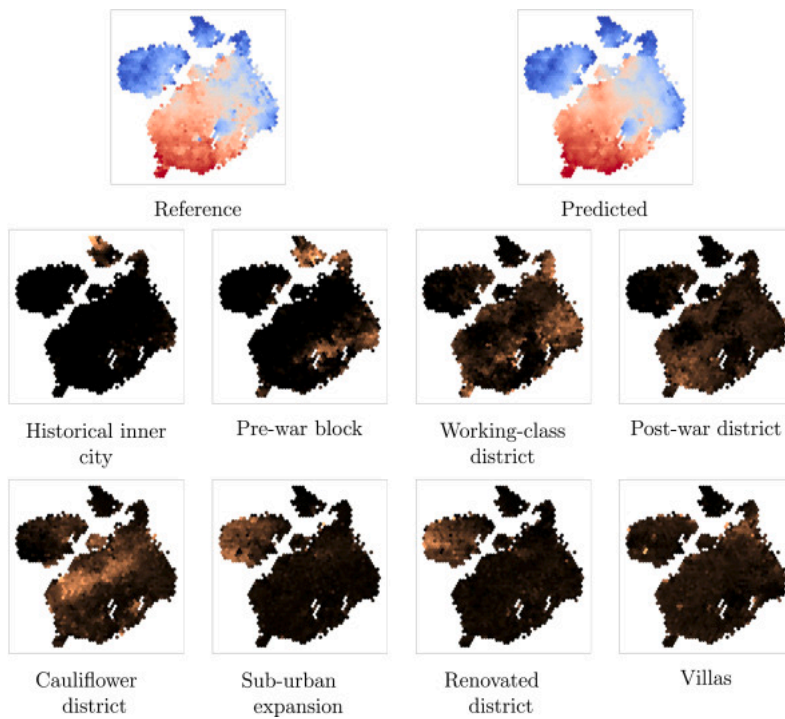 Reference
Predicted
Historical inner
city
Pre-war block
Working-class
district
Post-war district
Cauliflower
district
Sub-urban
expansion
Renovated
district
Villas